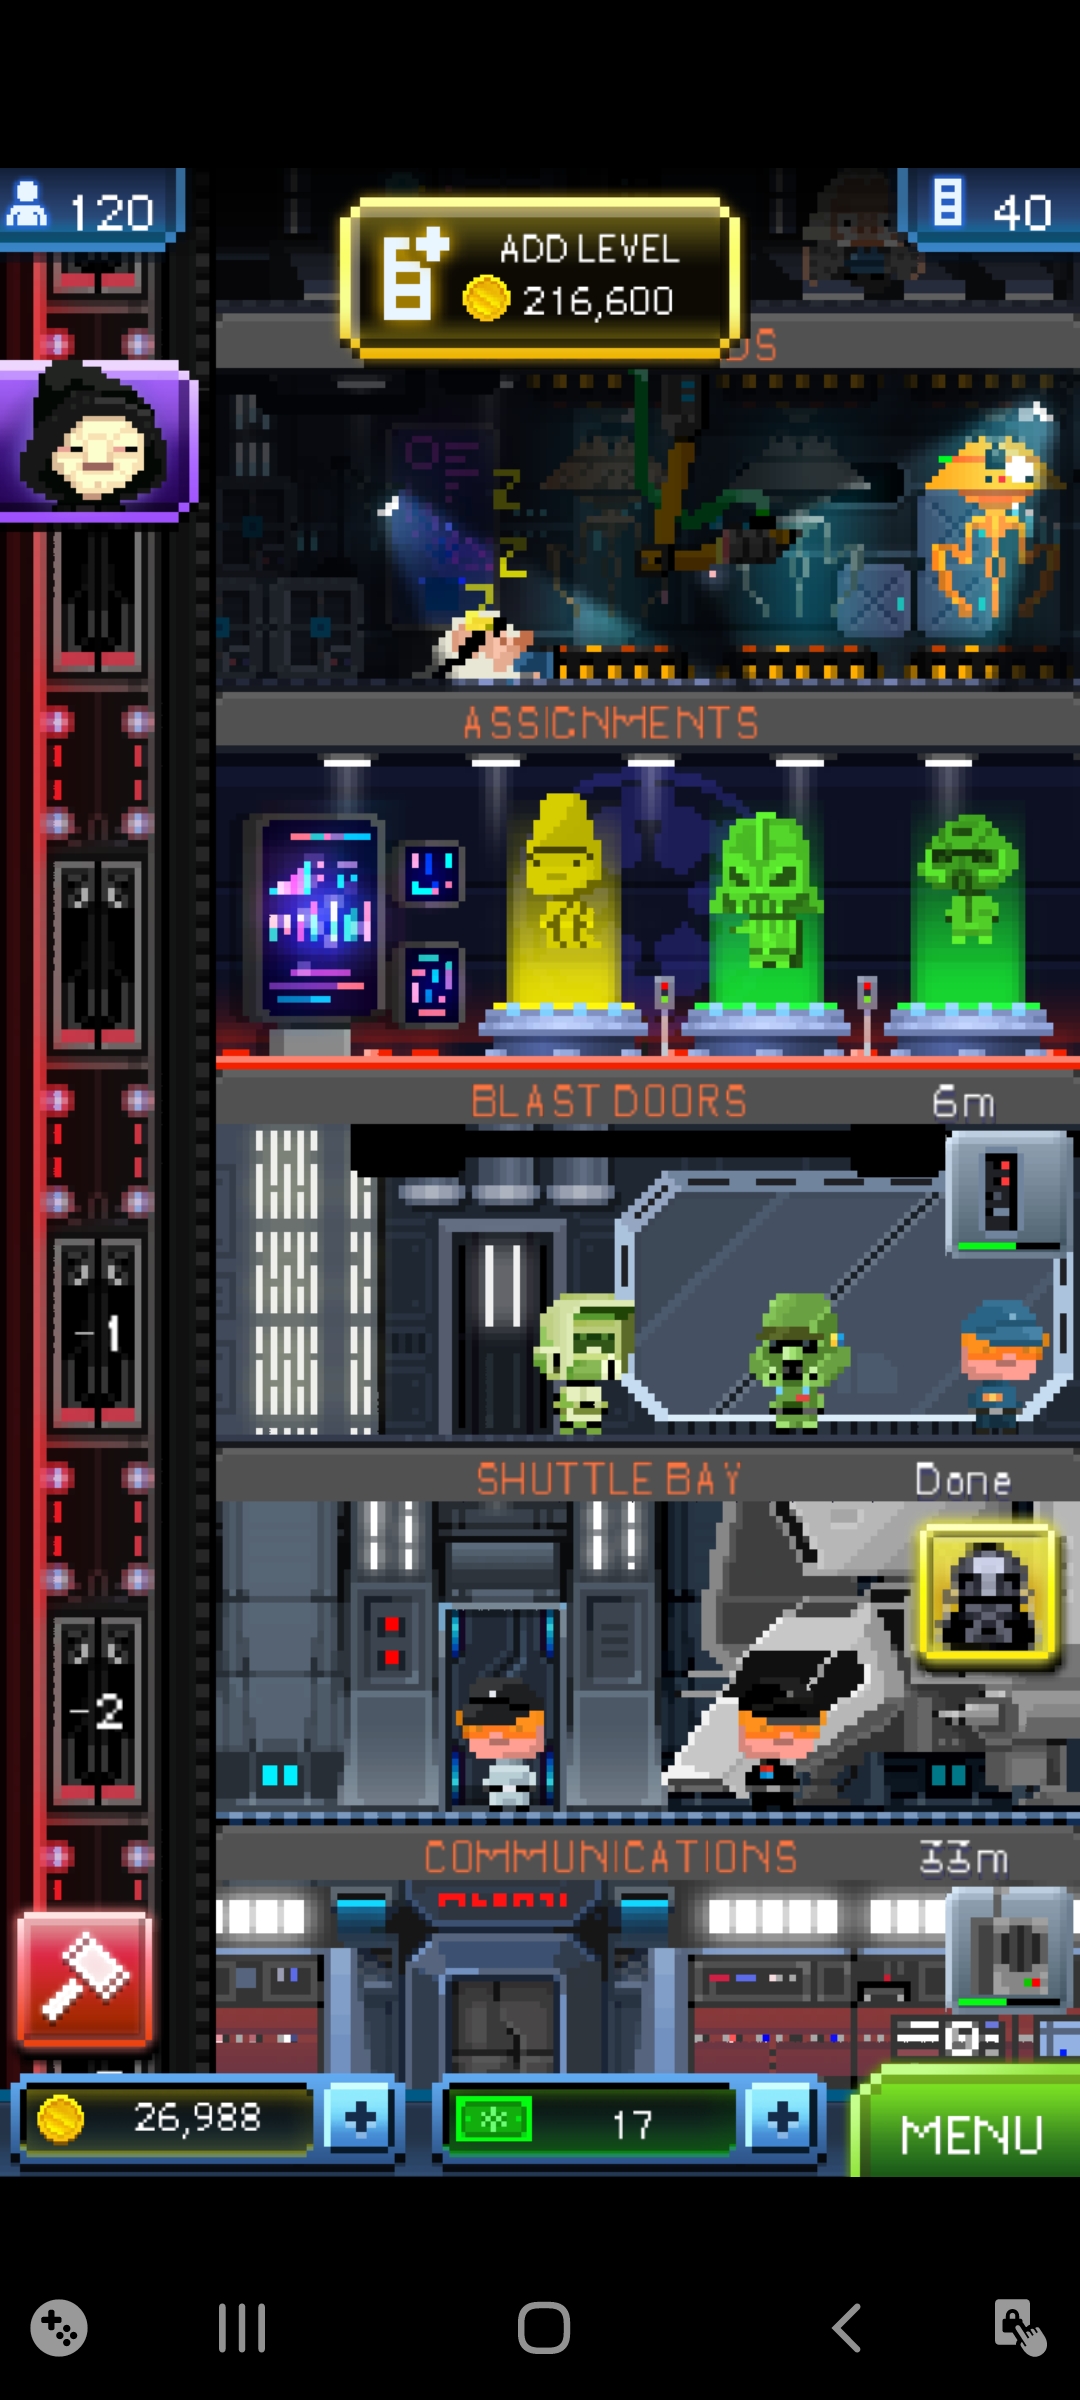 120
ADD LEVEL
216,600
40
DS
ASSIGNMENTS
BLAST DOORS 6m
-1
SHUTTLE BAY Done
-2
COMMUNICATIONS 33m
26,988
17
MENU